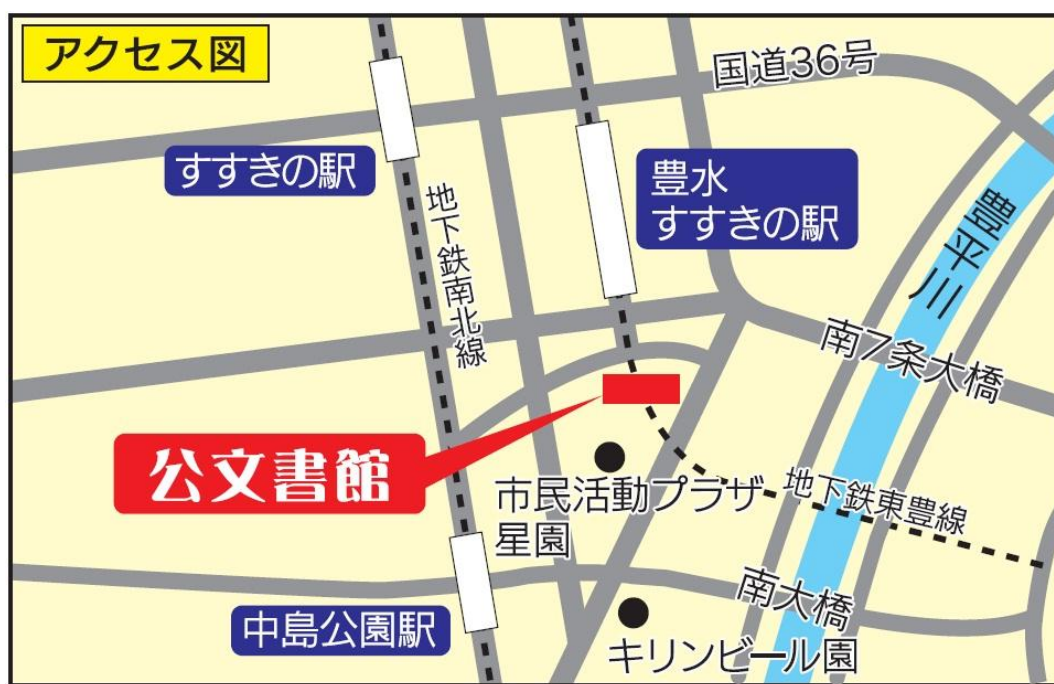 アクセス図
国道36号
すすきの駅
豊水
すすきの駅
地下鉄南北線
豊平川
南7条大橋
公文書館
市民活動プラザ
星園
地下鉄東豊線
南大橋
中島公園駅
キリンビール園